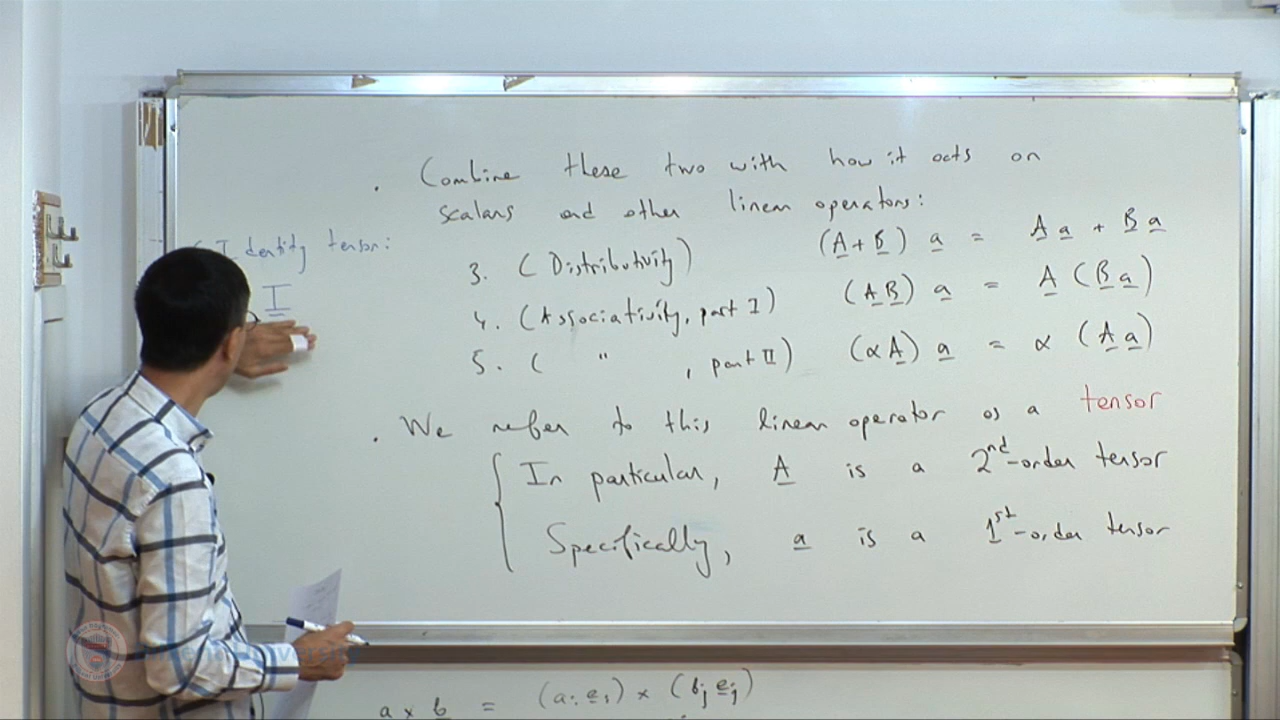 . Combine these two with how it acts on
scalars and other linear operators:
Identity tensor:
I
3. (Distributivity) (A+B) a = A a + B a
4. (Associativity, part I) (AB) a = A (B a)
5. ( " , part II) (αA) a = α (A a)
. We refer to this linear operator as a tensor
In particular, A is a 2nd-order tensor
Specifically, a is a 1st-order tensor
a × b = (ai ei) × (bj ej)